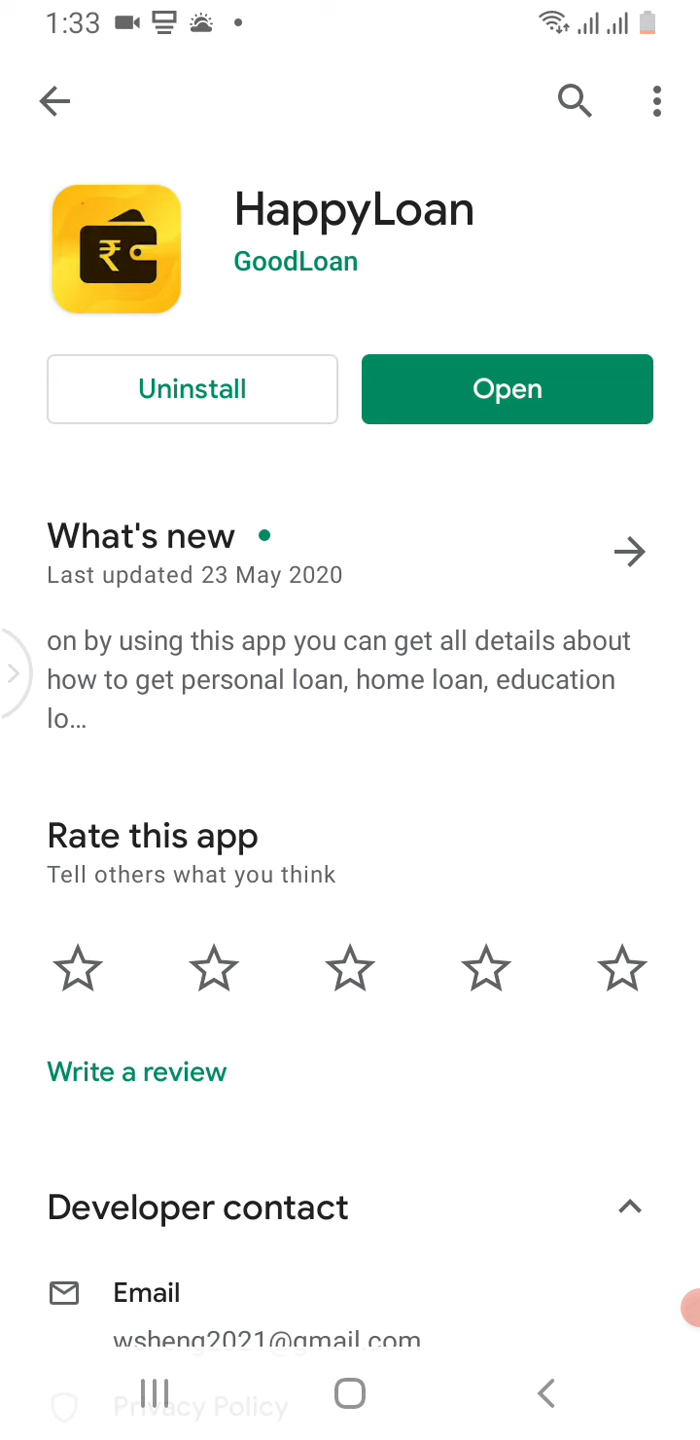 1:33
HappyLoan
GoodLoan
₹
Uninstall
Open
What's new
Last updated 23 May 2020
on by using this app you can get all details about
how to get personal loan, home loan, education
lo...
Rate this app
Tell others what you think
Write a review
Developer contact
Email
wsheng2021@gmail.com
Privacy Policy